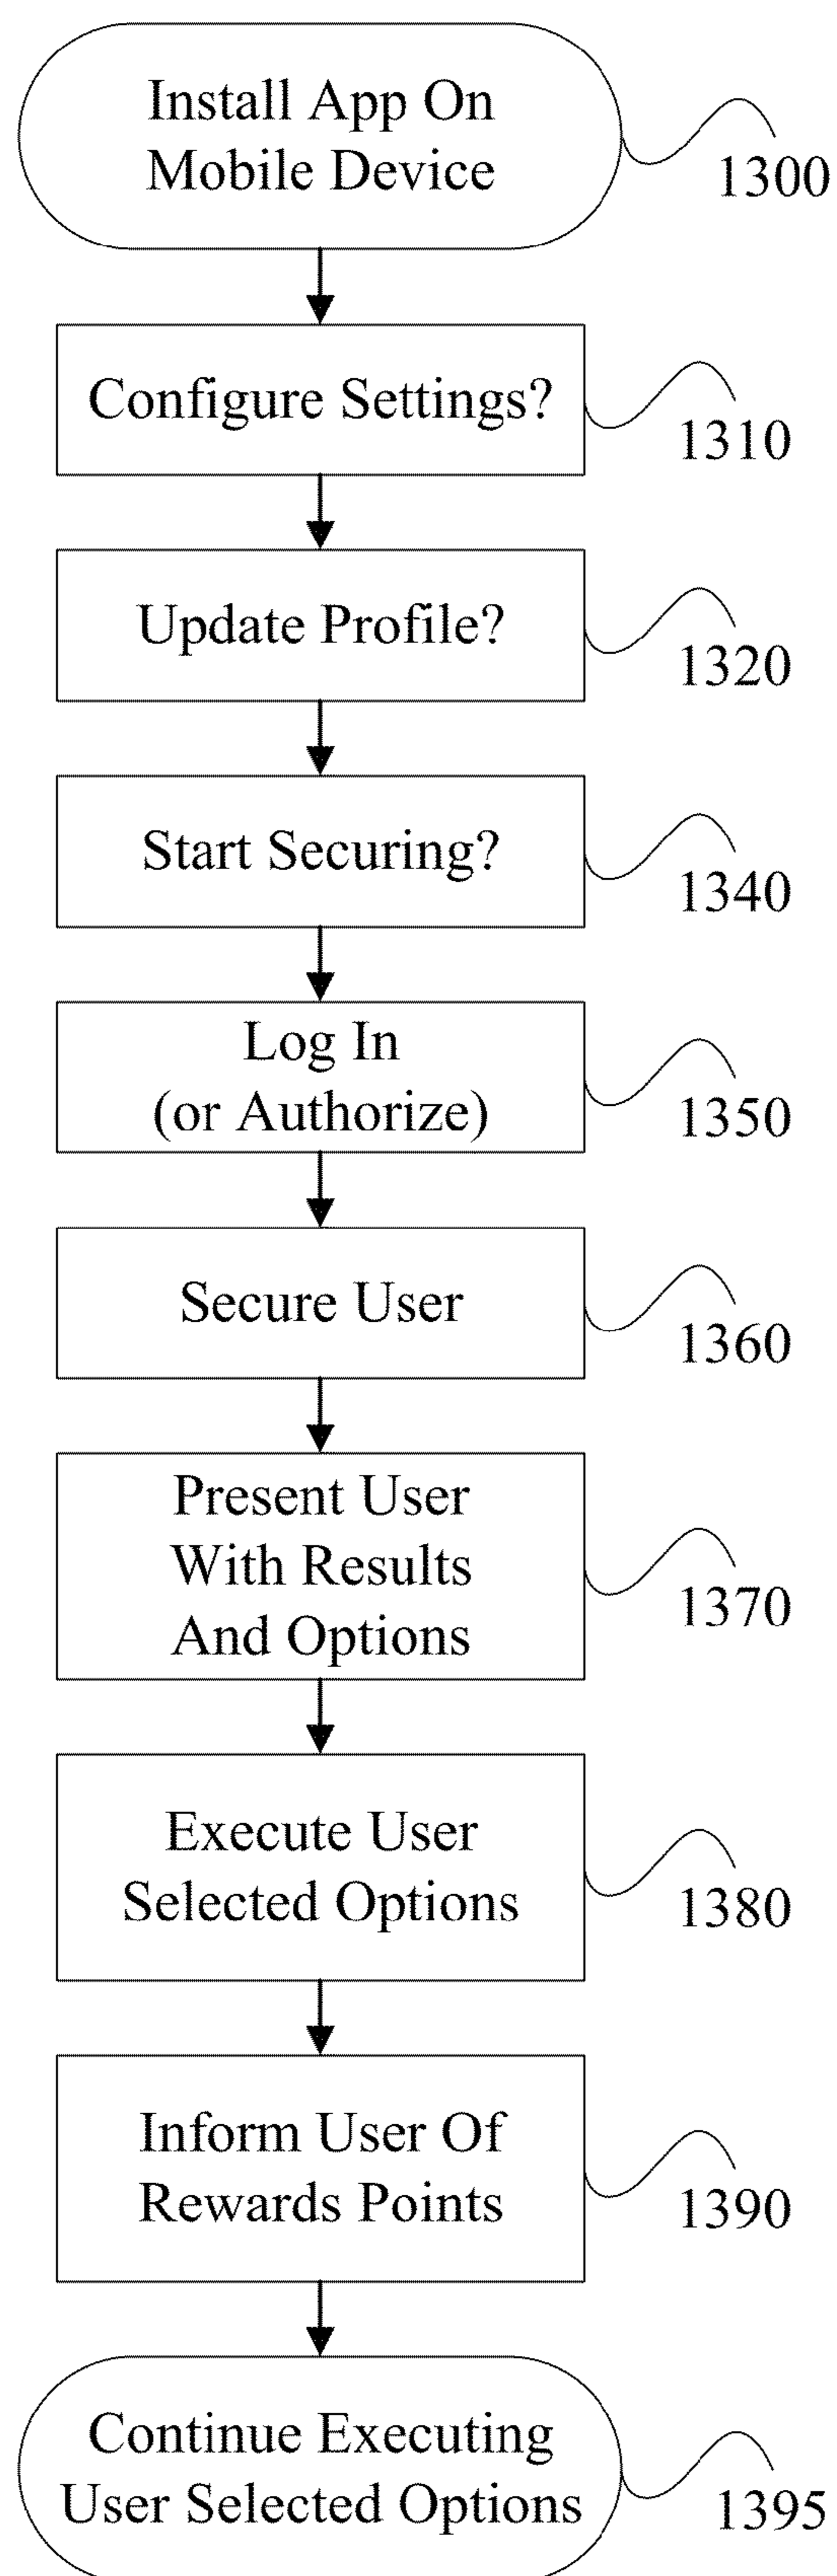 Install App On
Mobile Device
1300
Configure Settings?
1310
Update Profile?
1320
Start Securing?
1340
Log In
(or Authorize)
1350
Secure User
1360
Present User
With Results
And Options
1370
Execute User
Selected Options
1380
Inform User Of
Rewards Points
1390
Continue Executing
User Selected Options
1395